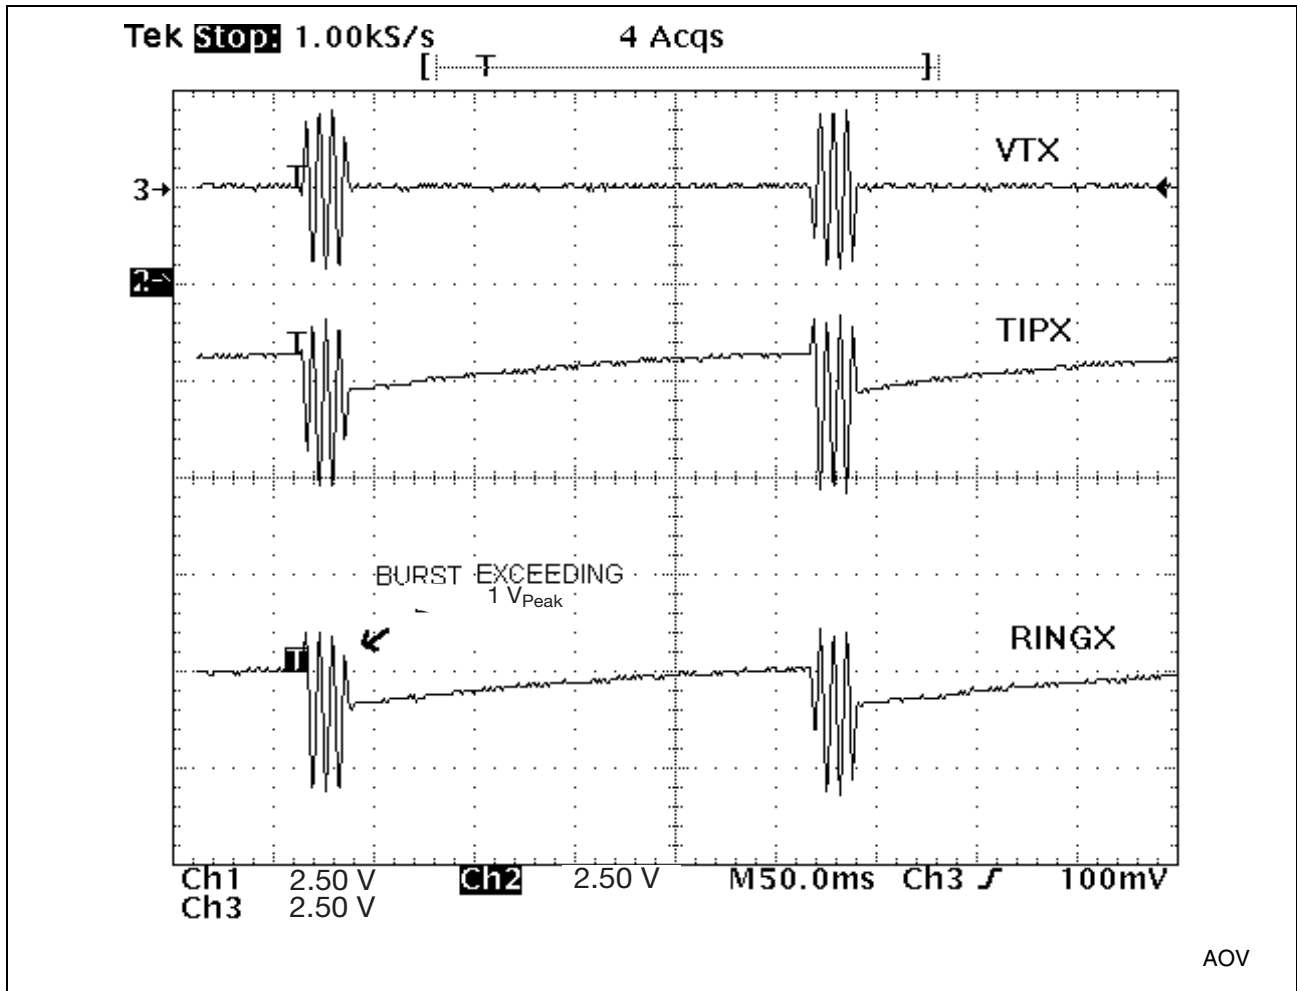 Tek Stop: 1.00kS/s 4 Acqs
[ T ]
VTX
T
3→
2→
TIPX
T
BURST EXCEEDING
1 VPeak
RINGX
T
Ch1 2.50 V Ch2 2.50 V M50.0ms Ch3 ∫ 100mV
Ch3 2.50 V
AOV